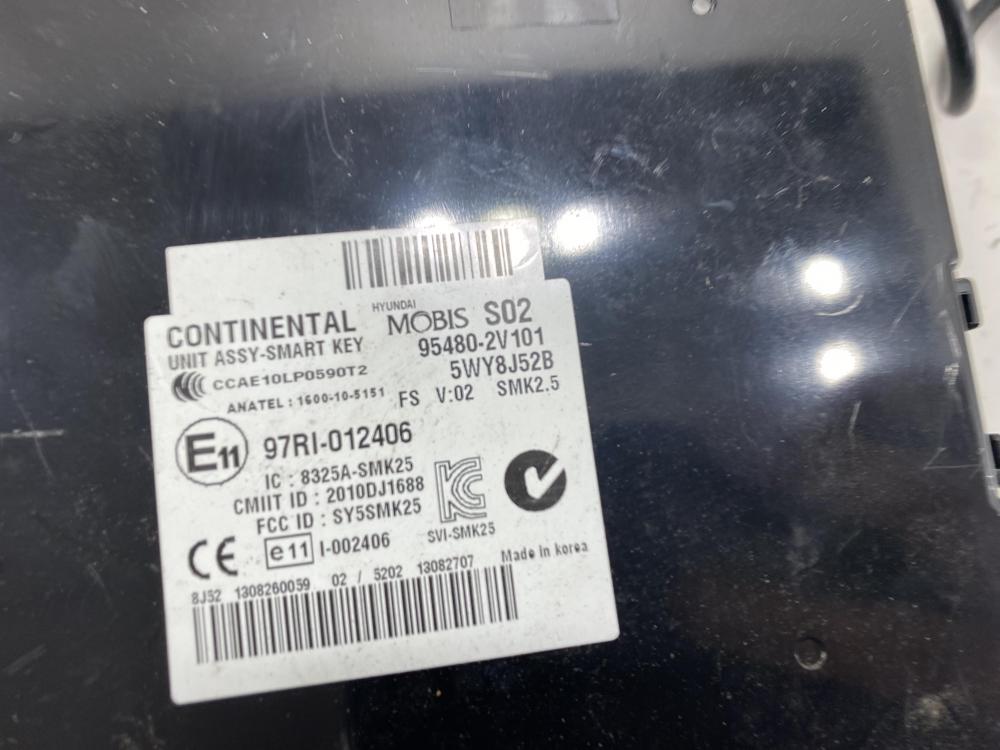 CONTINENTAL HYUNDAI MOBIS S02
UNIT ASSY-SMART KEY 95480-2V101
CCAE10LP0590T2 5WY8J52B
ANATEL : 1600-10-5151 FS V:02 SMK2.5
E11 97RI-012406
IC : 8325A-SMK25
CMIIT ID : 2010DJ1688
FCC ID : SY5SMK25
SVI-SMK25
CE e11 I-002406
Made in korea
8J52 1308260059 02 / 5202 13082707